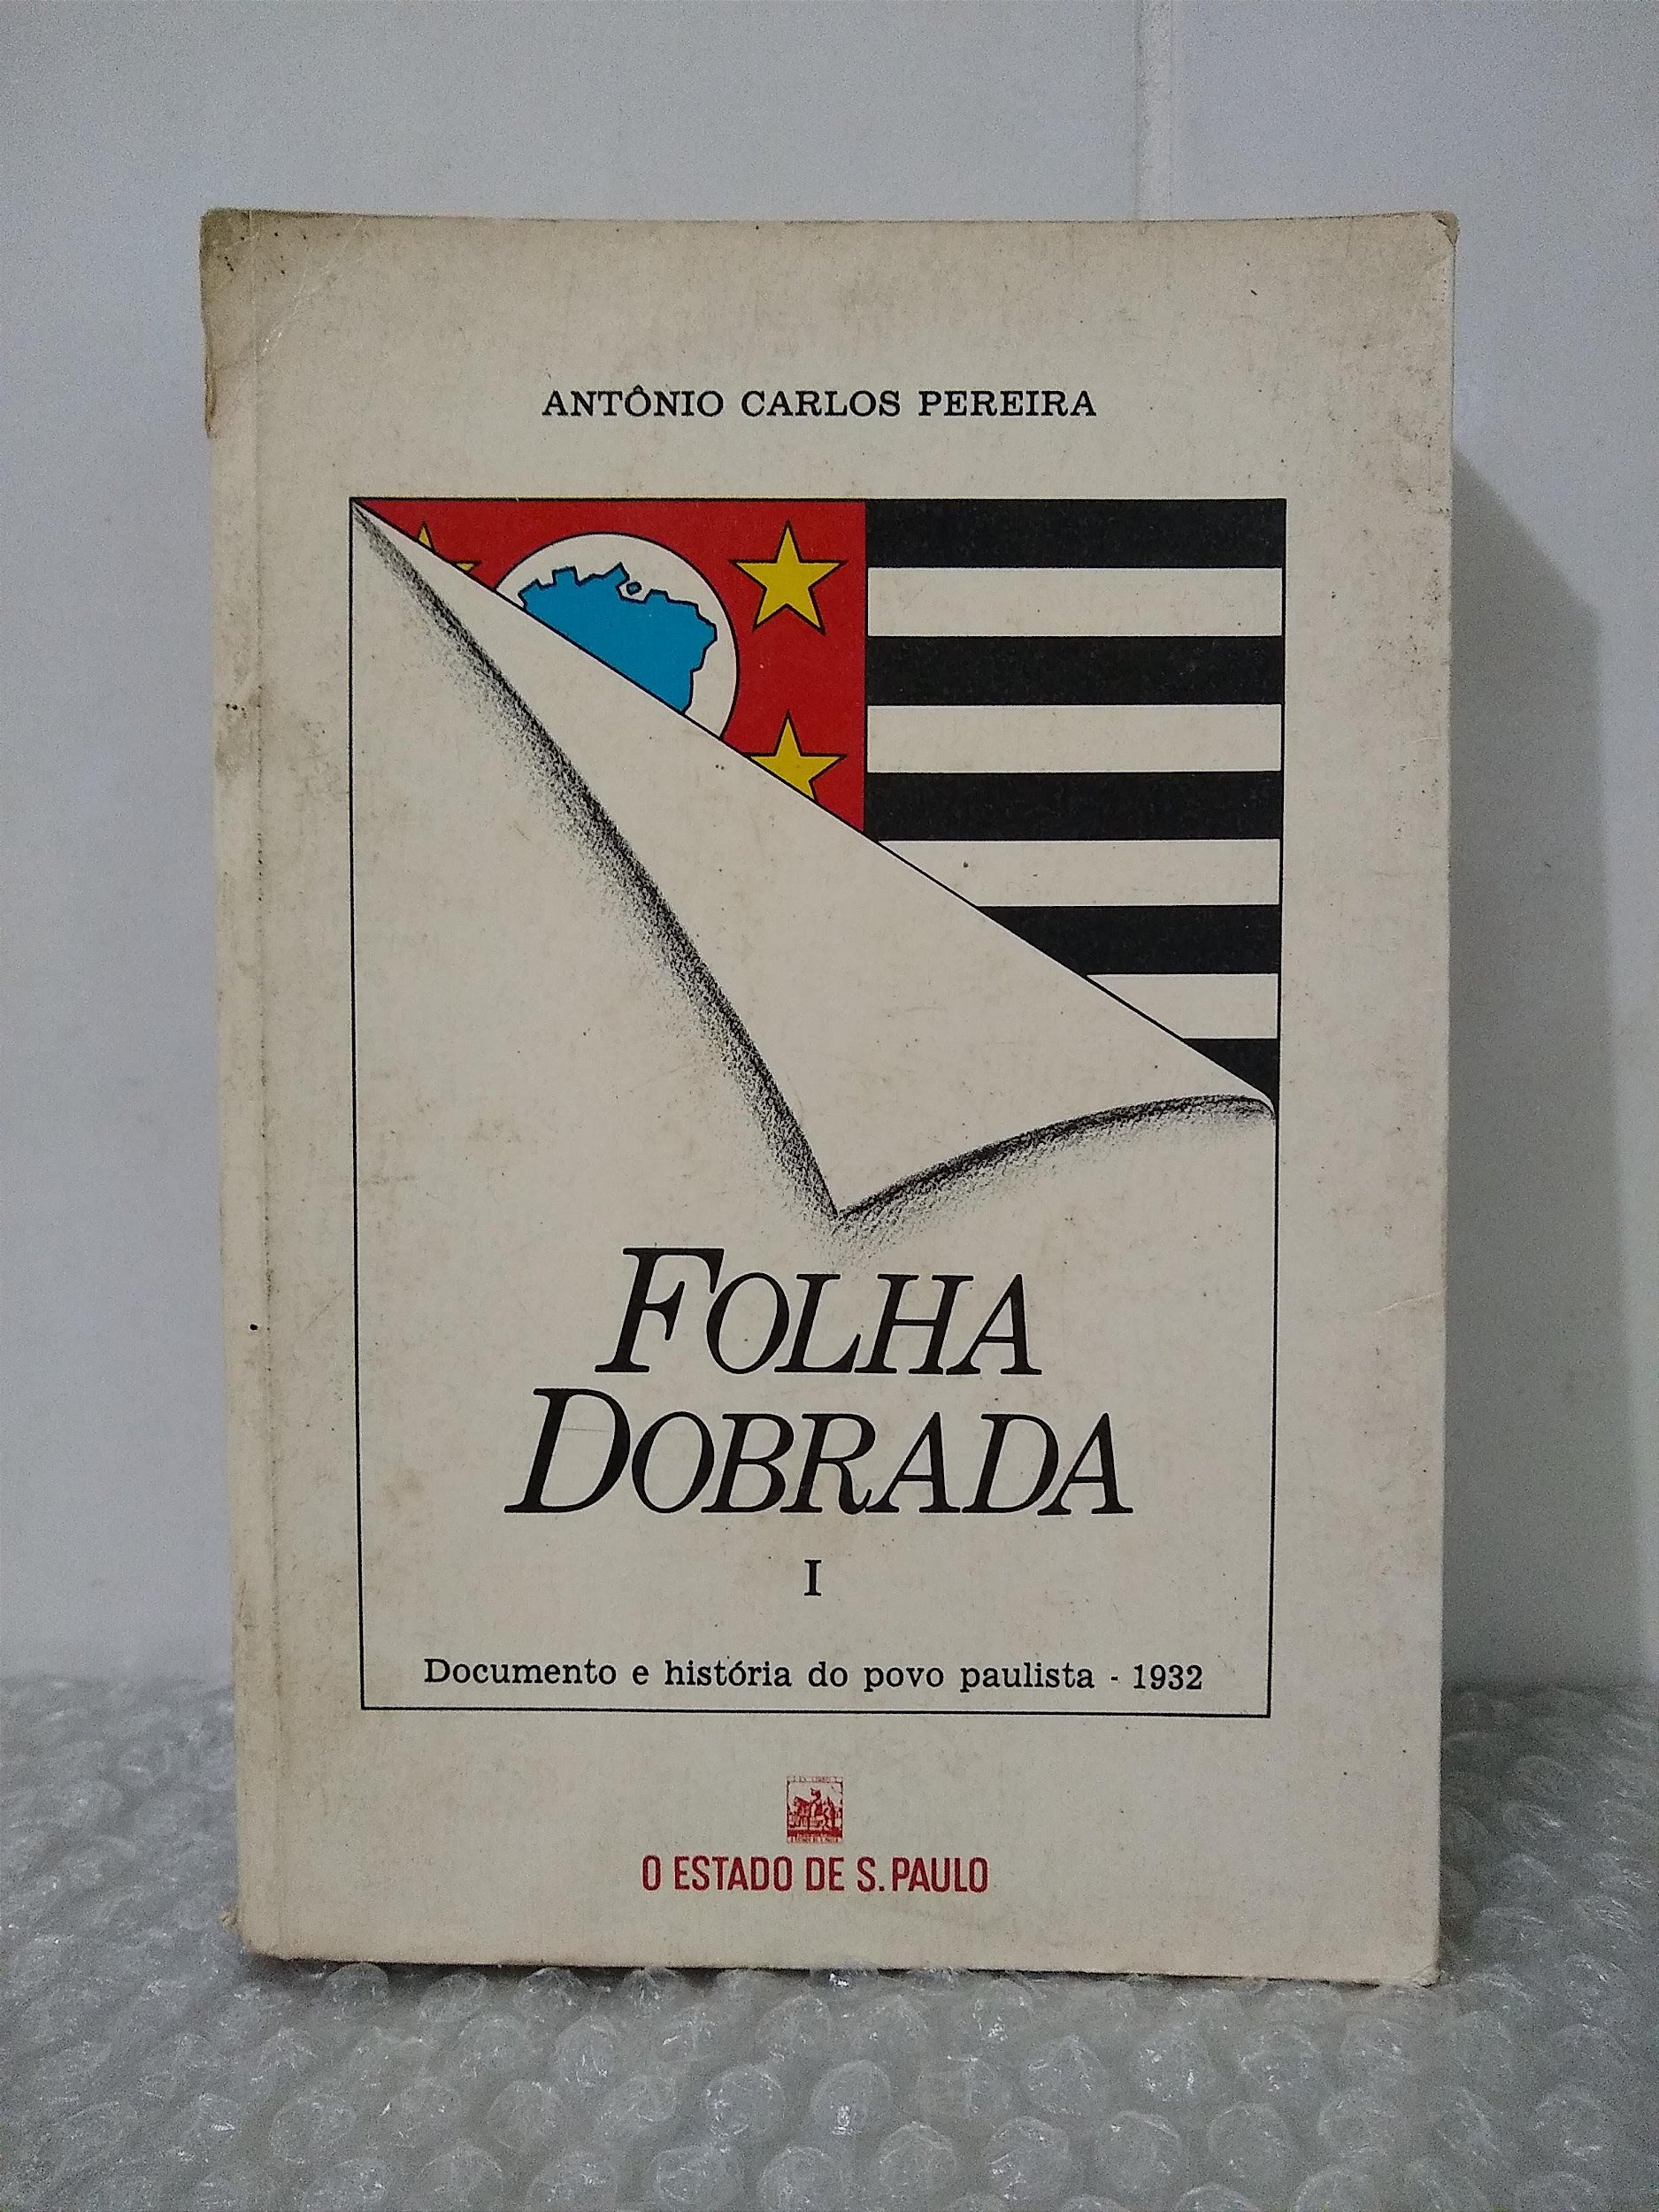 ANTÔNIO CARLOS PEREIRA
FOLHA
DOBRADA
I
Documento e história do povo paulista - 1932
O ESTADO DE S. PAULO